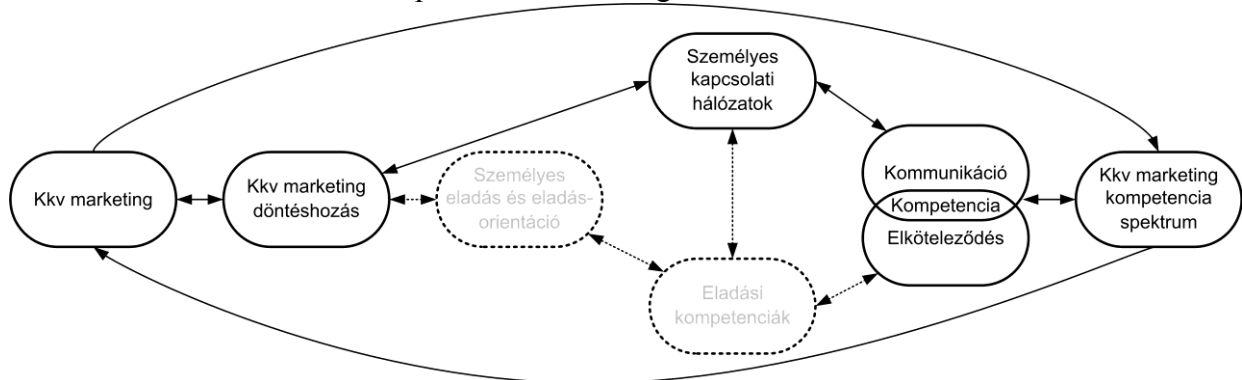 Kkv marketing
Kkv marketing
döntéshozás
Személyes
eladás és eladás-
orientáció
Személyes
kapcsolati
hálózatok
Eladási
kompetenciák
Kommunikáció
Kompetencia
Elköteleződés
Kkv marketing
kompetencia
spektrum